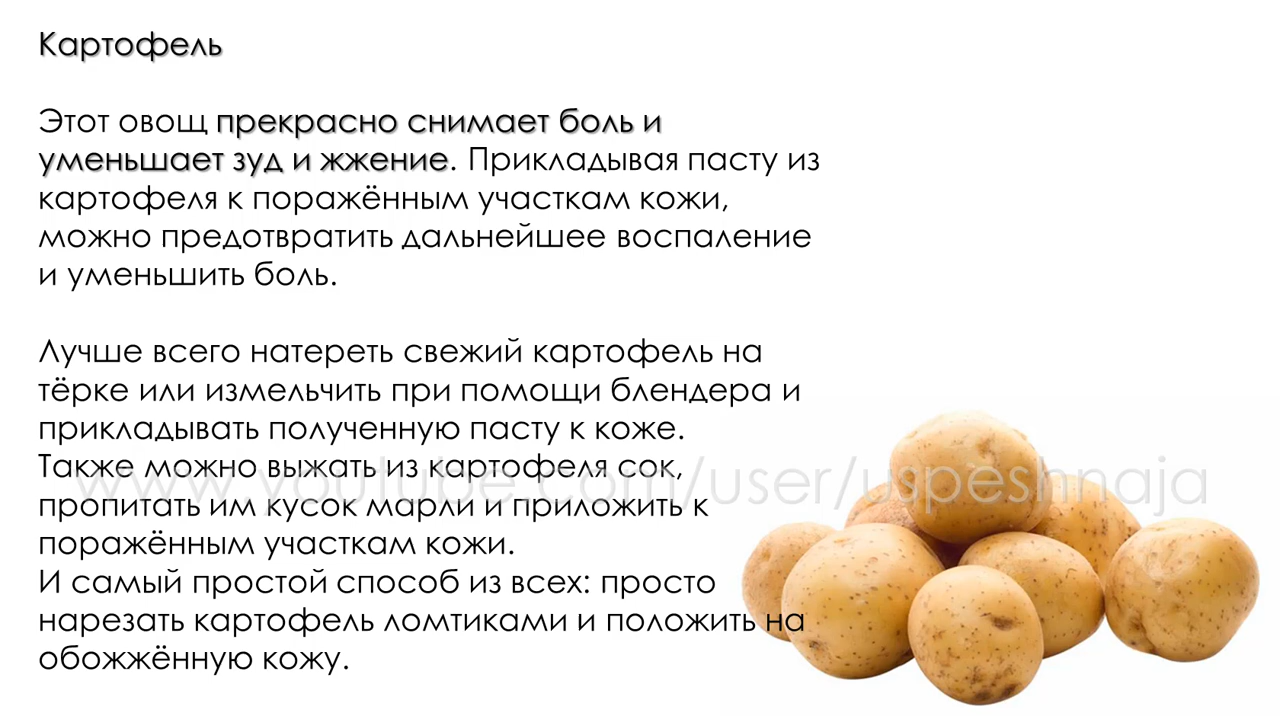 Картофель
Этот овощ прекрасно снимает боль и
уменьшает зуд и жжение. Прикладывая пасту из
картофеля к поражённым участкам кожи,
можно предотвратить дальнейшее воспаление
и уменьшить боль.
Лучше всего натереть свежий картофель на
тёрке или измельчить при помощи блендера и
прикладывать полученную пасту к коже.
Также можно выжать из картофеля сок,
www.youtube.com/user/uspeshnaja
пропитать им кусок марли и приложить к
поражённым участкам кожи.
И самый простой способ из всех: просто
нарезать картофель ломтиками и положить на
обожжённую кожу.